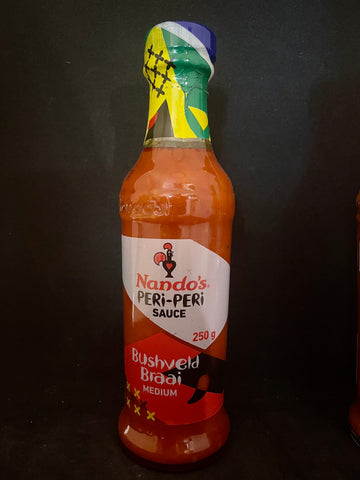 Nando's
PERi-PERi
SAUCE
250 g
Bushveld
Braai
MEDIUM